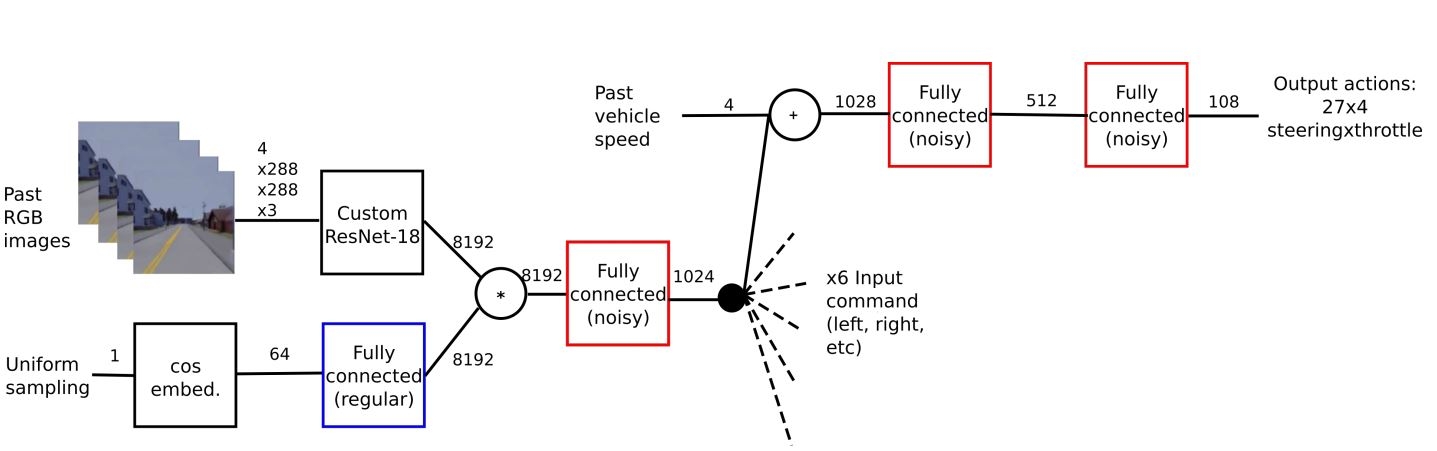 Past
RGB
images
4
x288
x288
x3
Custom
ResNet-18
8192
Uniform
sampling
1
cos
embed.
64
Fully
connected
(regular)
8192
*
8192
Fully
connected
(noisy)
1024
x6 Input
command
(left, right,
etc)
Past
vehicle
speed
4
+
1028
Fully
connected
(noisy)
512
Fully
connected
(noisy)
108
Output actions:
27x4
steeringxthrottle